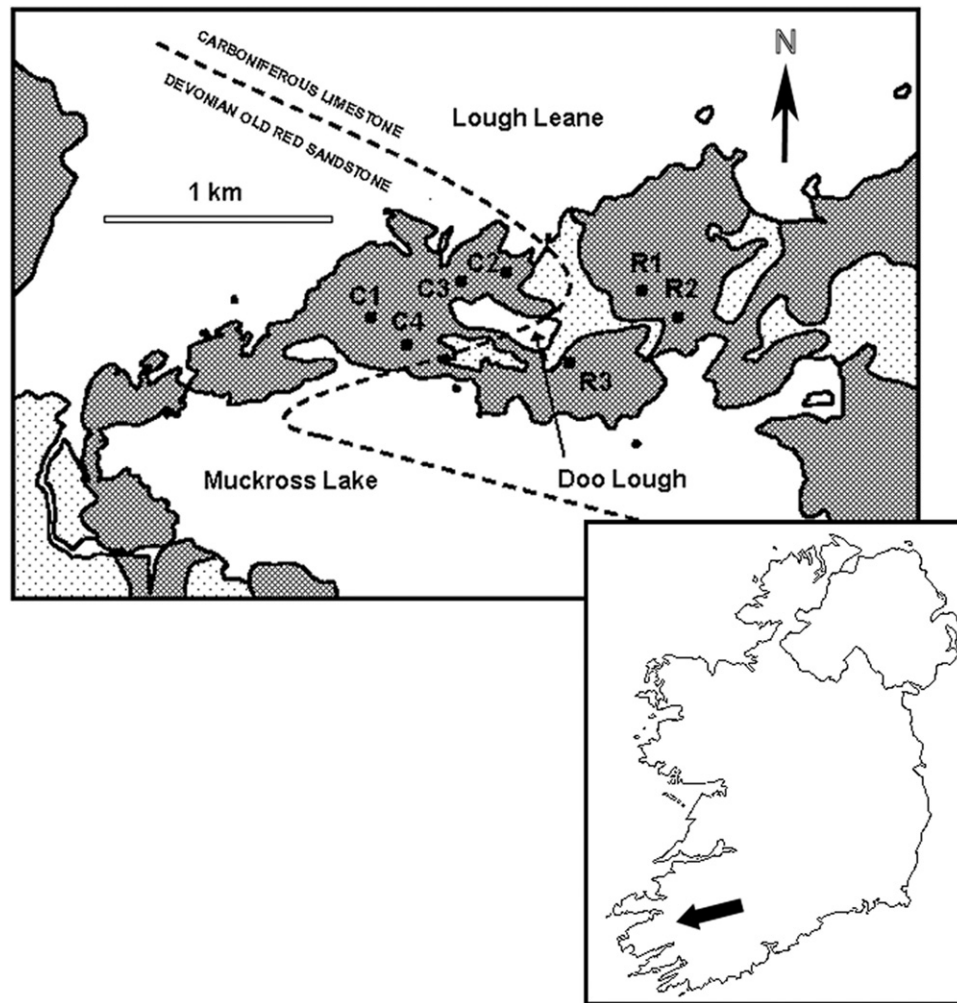 CARBONIFEROUS LIMESTONE
DEVONIAN OLD RED SANDSTONE
N
Lough Leane
1 km
C2
C3
R1
C1
R2
C4
R3
Muckross Lake
Doo Lough